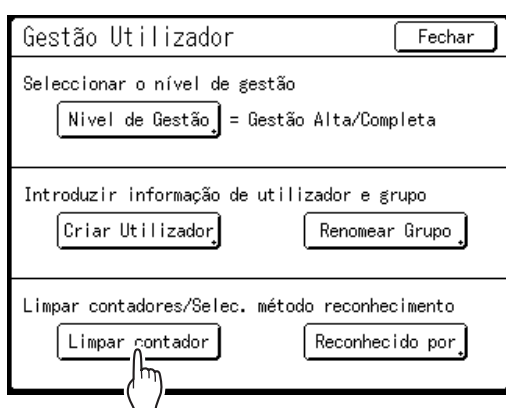 Gestão Utilizador Fechar
Seleccionar o nível de gestão
Nivel de Gestão = Gestão Alta/Completa
Introduzir informação de utilizador e grupo
Criar Utilizador Renomear Grupo
Limpar contadores/Selec. método reconhecimento
Limpar contador Reconhecido por